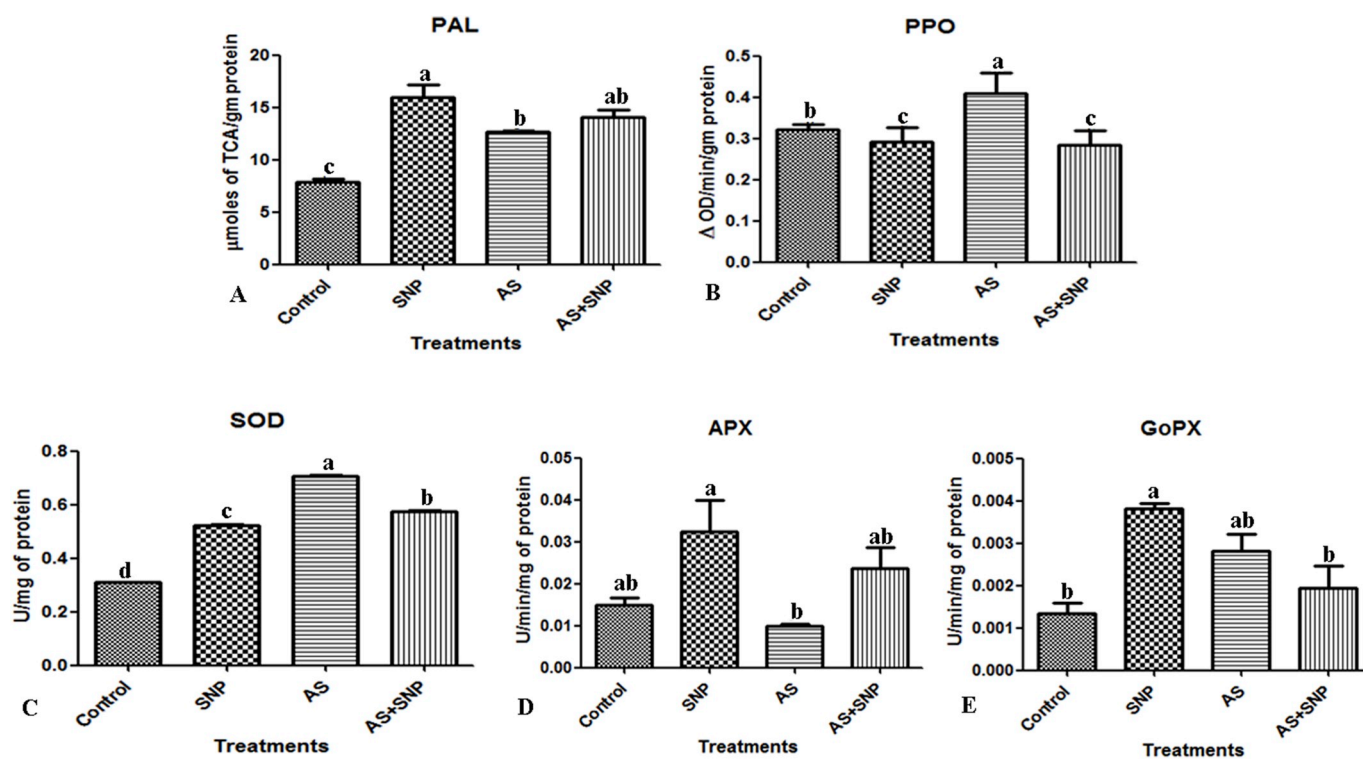 PAL
μmoles of TCA/gm protein
20
15
10
5
0
c
a
b
ab
Control
SNP
AS
AS+SNP
Treatments
A
PPO
Δ OD/min/gm protein
0.5
0.4
0.3
0.2
0.1
0.0
b
c
a
c
Control
SNP
AS
AS+SNP
Treatments
B
SOD
U/mg of protein
0.8
0.6
0.4
0.2
0.0
d
c
a
b
Control
SNP
AS
AS+SNP
Treatments
C
APX
U/min/mg of protein
0.05
0.04
0.03
0.02
0.01
0.00
ab
a
b
ab
Control
SNP
AS
AS+SNP
Treatments
D
GoPX
U/min/mg of protein
0.005
0.004
0.003
0.002
0.001
0.000
b
a
ab
b
Control
SNP
AS
AS+SNP
Treatments
E